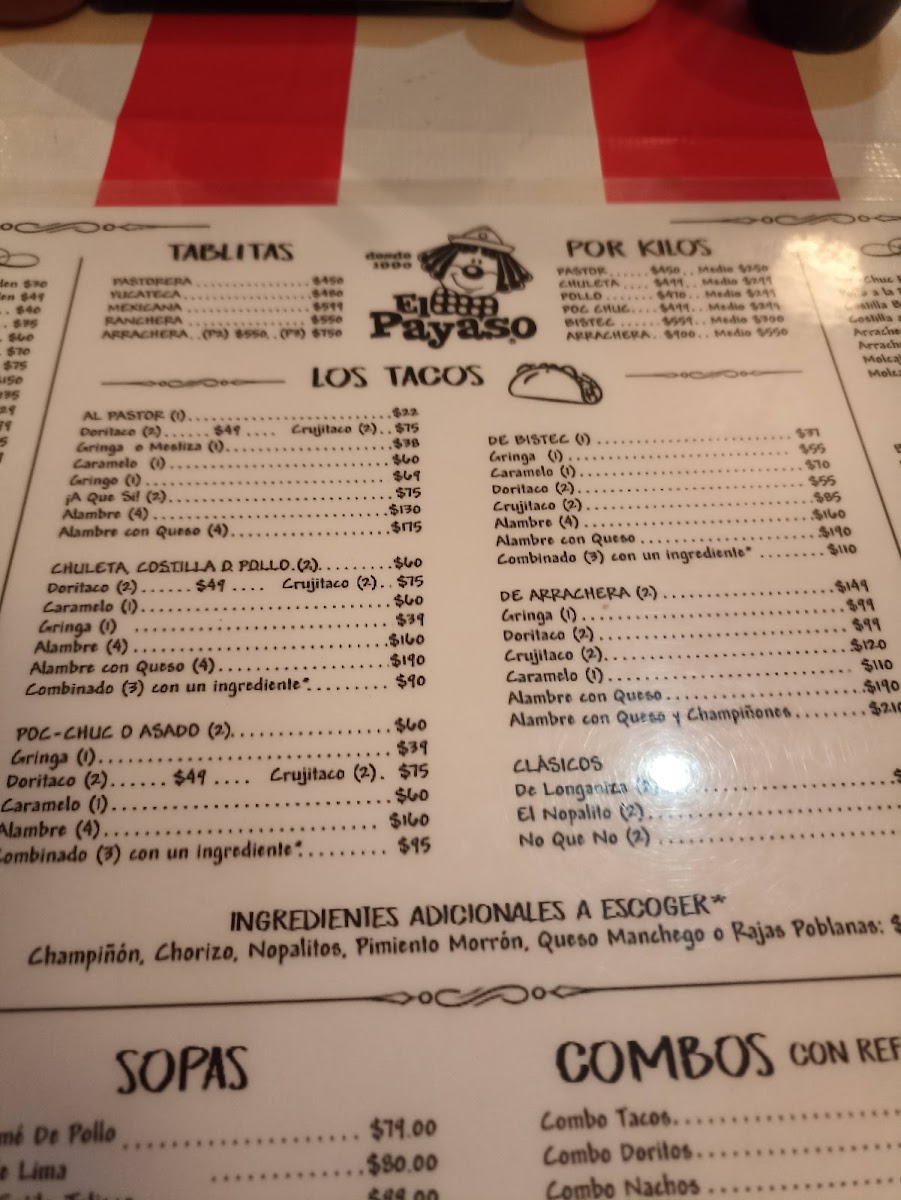 TABLITAS
PASTORERA $450
YUCATECA $480
MEXICANA $599
RANCHERA $550
ARRACHERA. (P2) $550. (P3) $750
desde
El
Payaso
POR KILOS
PASTOR...... $450.. Medio $250
CHULETA..... $499.. Medio $299
POLLO....... $490.. Medio $299
POC CHUC.... $499.. Medio $299
BISTEC...... $559.. Medio $300
ARRACHERA. $900.. Medio $550
LOS TACOS
AL PASTOR (1) $22
Doritaco (2)...... $49 .... Crujitaco (2).. $75
Gringa o Mestiza (1) $38
Caramelo (1) $60
Gringo (1) $69
¡A Que Si! (2) $75
Alambre (4) $130
Alambre con Queso (4) $175
CHULETA, COSTILLA O POLLO.(2) $60
Doritaco (2)...... $49 .... Crujitaco (2).. $75
Caramelo (1) $60
Gringa (1) $39
Alambre (4) $160
Alambre con Queso (4) $190
Combinado (3) con un ingrediente* $90
POC-CHUC O ASADO (2) $60
Gringa (1) $39
Doritaco (2)...... $49 .... Crujitaco (2). $75
Caramelo (1) $60
Alambre (4) $160
Combinado (3) con un ingrediente* $95
DE BISTEC (1) $37
Gringa (1) $55
Caramelo (1) $70
Doritaco (2) $55
Crujitaco (2) $85
Alambre (4) $160
Alambre con Queso $190
Combinado (3) con un ingrediente* $110
DE ARRACHERA (2) $149
Gringa (1) $99
Doritaco (2) $99
Crujitaco (2) $120
Caramelo (1) $110
Alambre con Queso $190
Alambre con Queso y Champiñones $210
CLÁSICOS
De Longaniza
El Nopalito (2)
No Que No (2)
INGREDIENTES ADICIONALES A ESCOGER*
Champiñón, Chorizo, Nopalitos, Pimiento Morrón, Queso Manchego o Rajas Poblanas: $
SOPAS
De Pollo $79.00
Lima $80.00
COMBOS CON REF
Combo Tacos
Combo Doritos
Combo Nachos